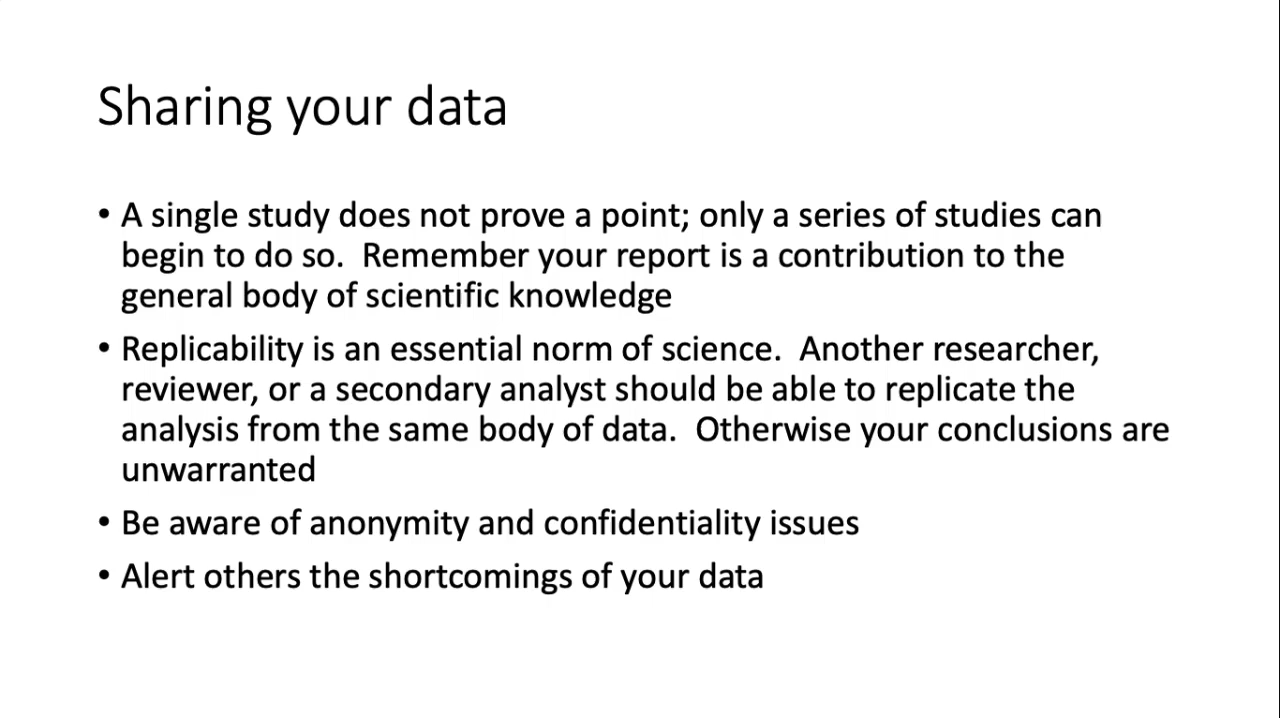 Sharing your data
• A single study does not prove a point; only a series of studies can
begin to do so.  Remember your report is a contribution to the
general body of scientific knowledge
• Replicability is an essential norm of science.  Another researcher,
reviewer, or a secondary analyst should be able to replicate the
analysis from the same body of data.  Otherwise your conclusions are
unwarranted
• Be aware of anonymity and confidentiality issues
• Alert others the shortcomings of your data